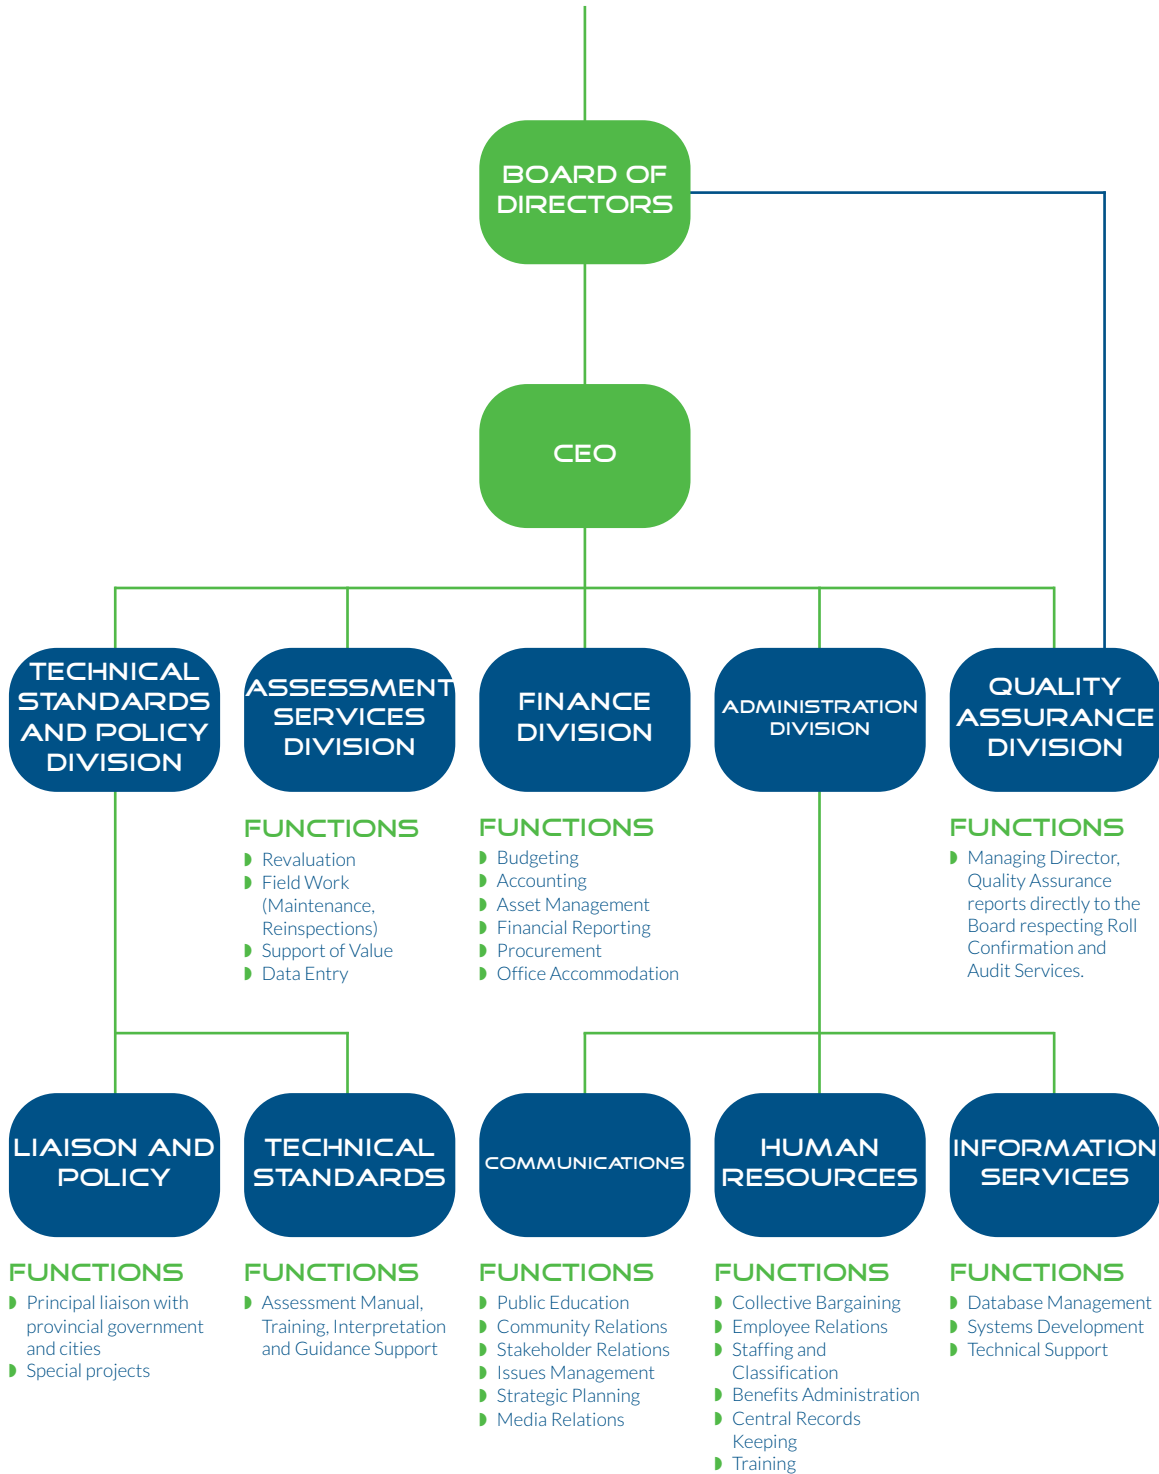 BOARD OF
DIRECTORS
CEO
TECHNICAL
STANDARDS
AND POLICY
DIVISION
ASSESSMENT
SERVICES
DIVISION
FINANCE
DIVISION
ADMINISTRATION
DIVISION
QUALITY
ASSURANCE
DIVISION
FUNCTIONS
Revaluation
Field Work
(Maintenance,
Reinspections)
Support of Value
Data Entry
FUNCTIONS
Budgeting
Accounting
Asset Management
Financial Reporting
Procurement
Office Accommodation
FUNCTIONS
Managing Director,
Quality Assurance
reports directly to the
Board respecting Roll
Confirmation and
Audit Services.
LIAISON AND
POLICY
TECHNICAL
STANDARDS
COMMUNICATIONS
HUMAN
RESOURCES
INFORMATION
SERVICES
FUNCTIONS
Principal liaison with
provincial government
and cities
Special projects
FUNCTIONS
Assessment Manual,
Training, Interpretation
and Guidance Support
FUNCTIONS
Public Education
Community Relations
Stakeholder Relations
Issues Management
Strategic Planning
Media Relations
FUNCTIONS
Collective Bargaining
Employee Relations
Staffing and
Classification
Benefits Administration
Central Records
Keeping
Training
FUNCTIONS
Database Management
Systems Development
Technical Support